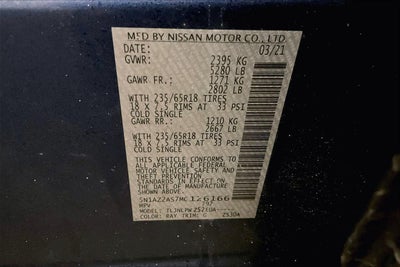 MFD BY NISSAN MOTOR CO., LTD
DATE: 03/21
GVWR: 2395 KG
5280 LB
GAWR FR.: 1271 KG
2802 LB
WITH 235/65R18 TIRES
18 X 7.5 RIMS AT 33 PSI
COLD SINGLE
GAWR RR.: 1210 KG
2667 LB
WITH 235/65R18 TIRES
18 X 7.5 RIMS AT 33 PSI
COLD SINGLE
THIS VEHICLE CONFORMS TO
ALL APPLICABLE U.S. FEDERAL
MOTOR VEHICLE SAFETY AND
STANDARDS IN EFFECT ON
THE DATE OF MANUFACTURE
SHOWN ABOVE.
5N1AZ2AS7MC126166
MPV
MODEL:
COLOR: RAY TRIM: G